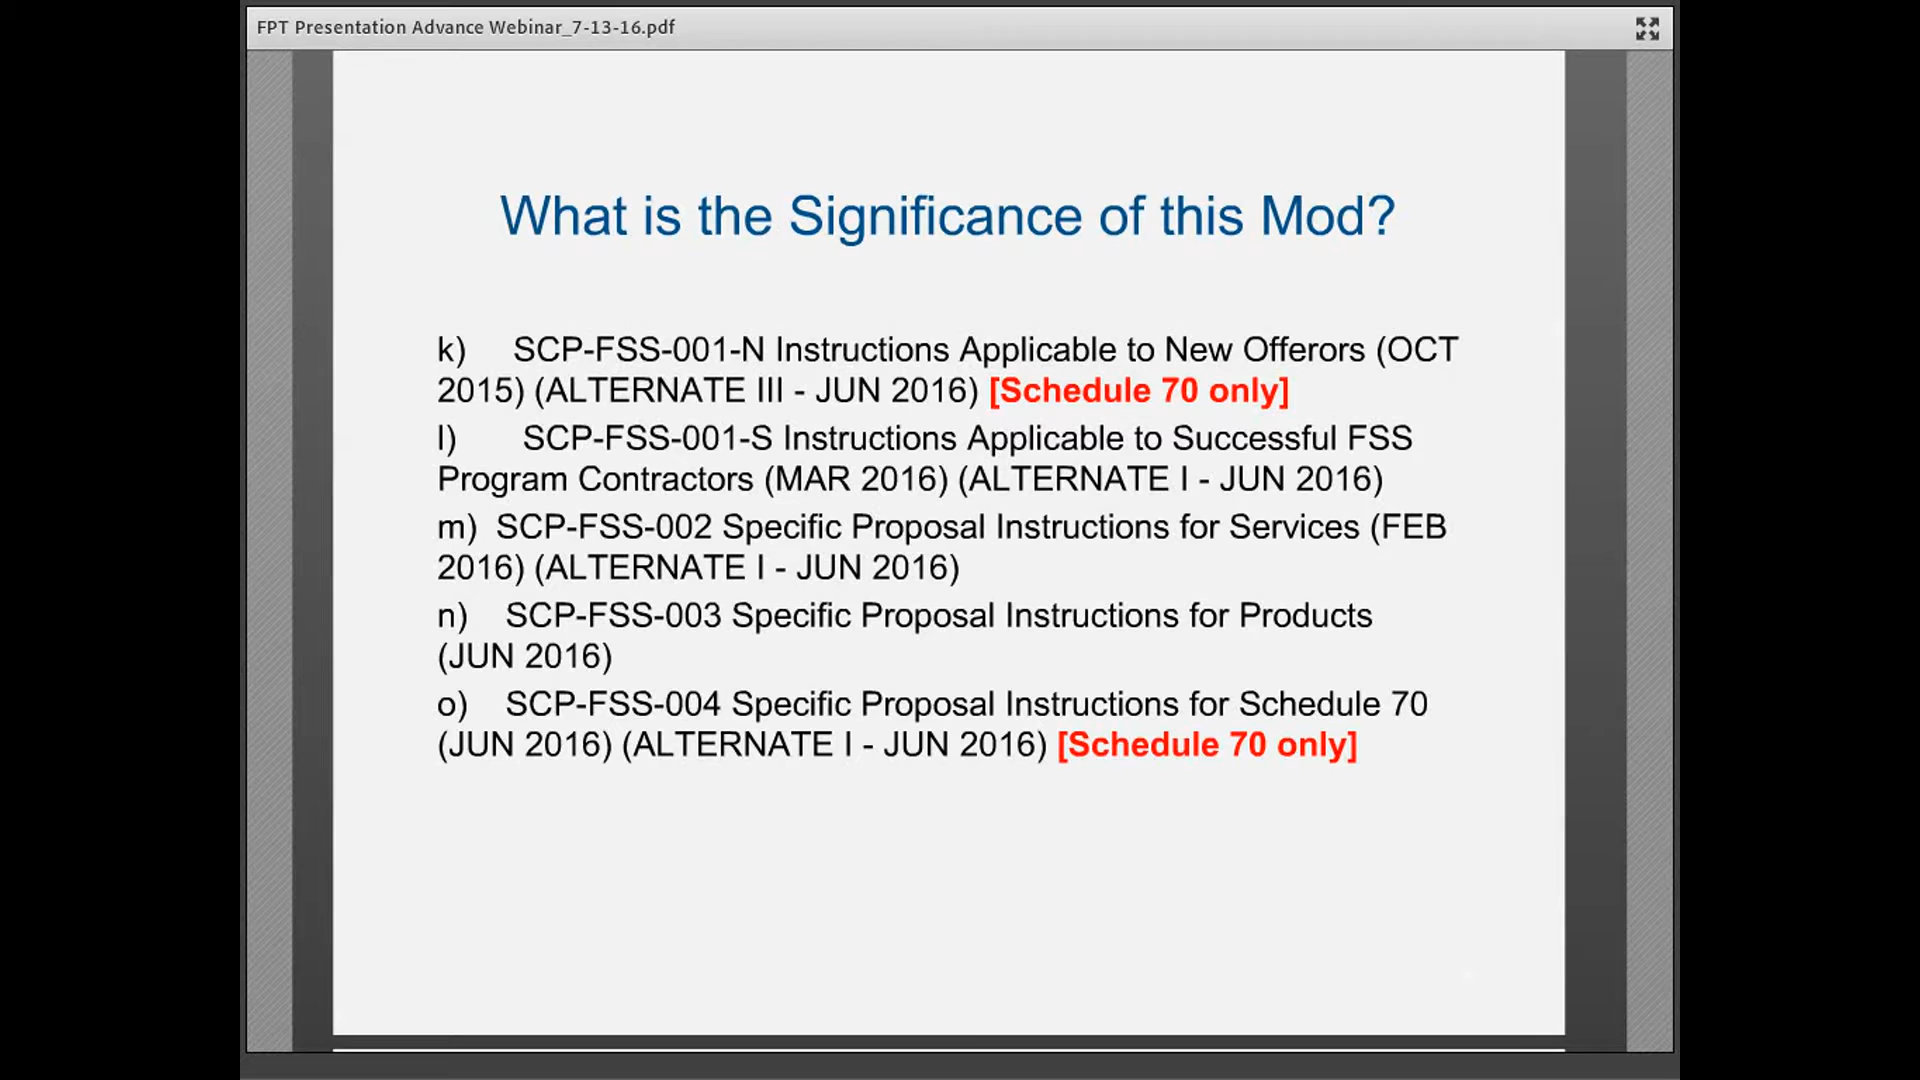 FPT Presentation Advance Webinar_7-13-16.pdf
What is the Significance of this Mod?
k) SCP-FSS-001-N Instructions Applicable to New Offerors (OCT
2015) (ALTERNATE III - JUN 2016) [Schedule 70 only]
l) SCP-FSS-001-S Instructions Applicable to Successful FSS
Program Contractors (MAR 2016) (ALTERNATE I - JUN 2016)
m) SCP-FSS-002 Specific Proposal Instructions for Services (FEB
2016) (ALTERNATE I - JUN 2016)
n) SCP-FSS-003 Specific Proposal Instructions for Products
(JUN 2016)
o) SCP-FSS-004 Specific Proposal Instructions for Schedule 70
(JUN 2016) (ALTERNATE I - JUN 2016) [Schedule 70 only]